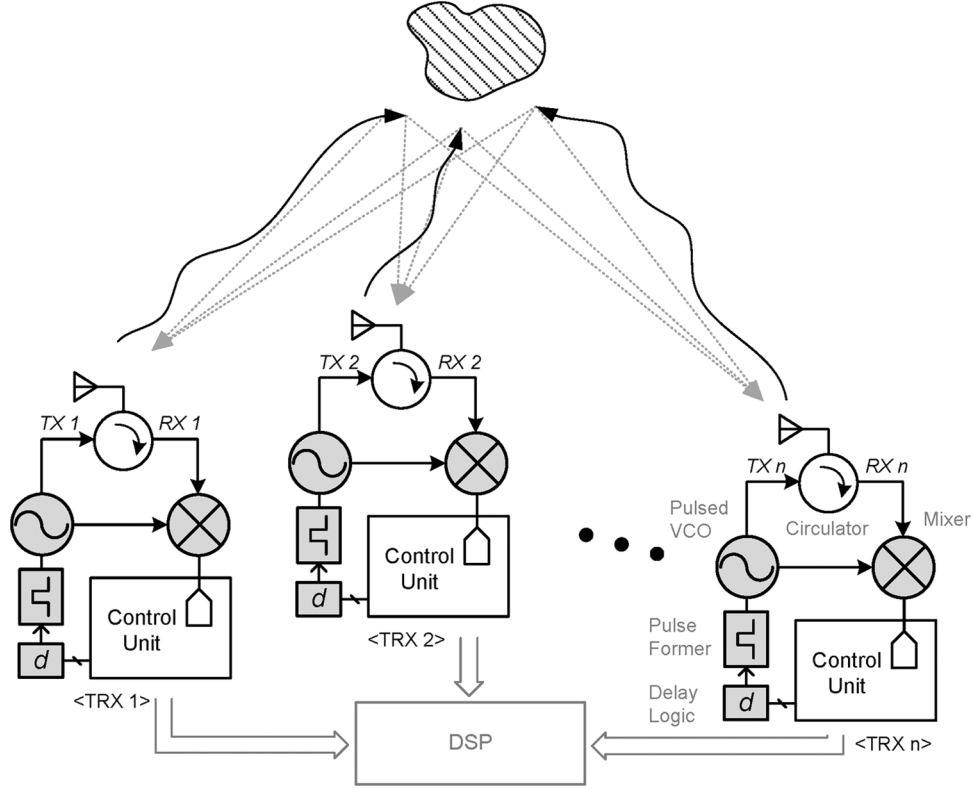 TX 1
RX 1
d
Control
Unit
<TRX 1>
TX 2
RX 2
d
Control
Unit
<TRX 2>
TX n
RX n
Pulsed
VCO
Circulator
Mixer
Pulse
Former
Delay
Logic
d
Control
Unit
<TRX n>
DSP